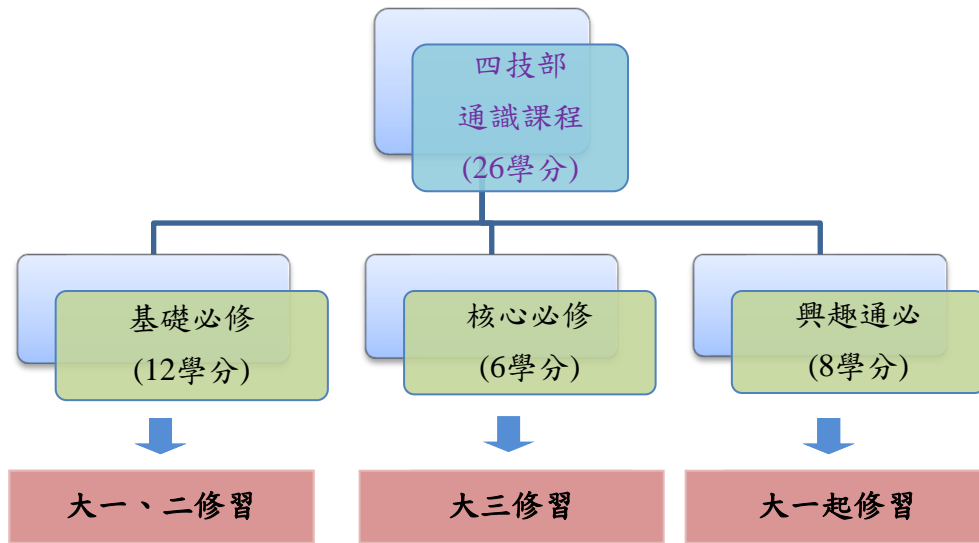 四技部
通識課程
(26學分)
基礎必修
(12學分)
核心必修
(6學分)
興趣通必
(8學分)
大一、二修習
大三修習
大一起修習